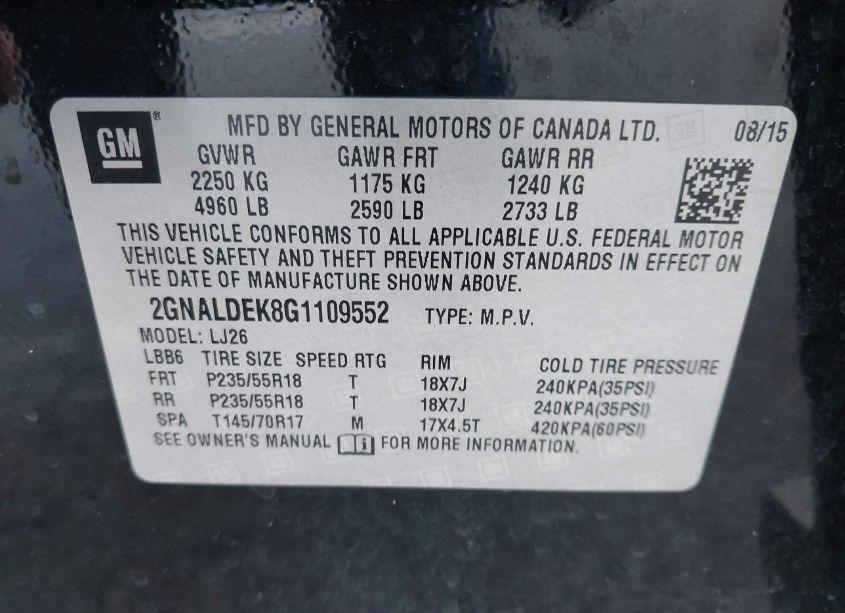 GM ® MFD BY GENERAL MOTORS OF CANADA LTD. 08/15
GVWR GAWR FRT GAWR RR
2250 KG 1175 KG 1240 KG
4960 LB 2590 LB 2733 LB
THIS VEHICLE CONFORMS TO ALL APPLICABLE U.S. FEDERAL MOTOR
VEHICLE SAFETY AND THEFT PREVENTION STANDARDS IN EFFECT ON
THE DATE OF MANUFACTURE SHOWN ABOVE.
2GNALDEK8G1109552 TYPE: M.P.V.
MODEL: LJ26
LBB6 TIRE SIZE SPEED RTG RIM COLD TIRE PRESSURE
FRT P235/55R18 T 18X7J 240KPA(35PSI)
RR P235/55R18 T 18X7J 240KPA(35PSI)
SPA T145/70R17 M 17X4.5T 420KPA(60PSI)
SEE OWNER'S MANUAL i FOR MORE INFORMATION.